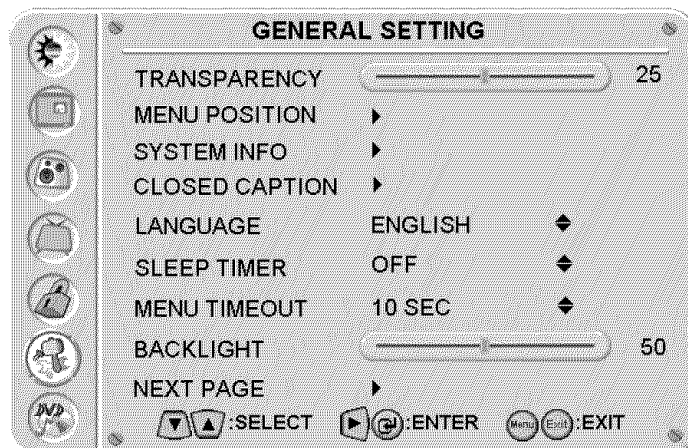 GENERAL SETTING
TRANSPARENCY 25
MENU POSITION
SYSTEM INFO
CLOSED CAPTION
LANGUAGE ENGLISH
SLEEP TIMER OFF
MENU TIMEOUT 10 SEC
BACKLIGHT 50
NEXT PAGE
:SELECT :ENTER Menu Exit :EXIT
DVD